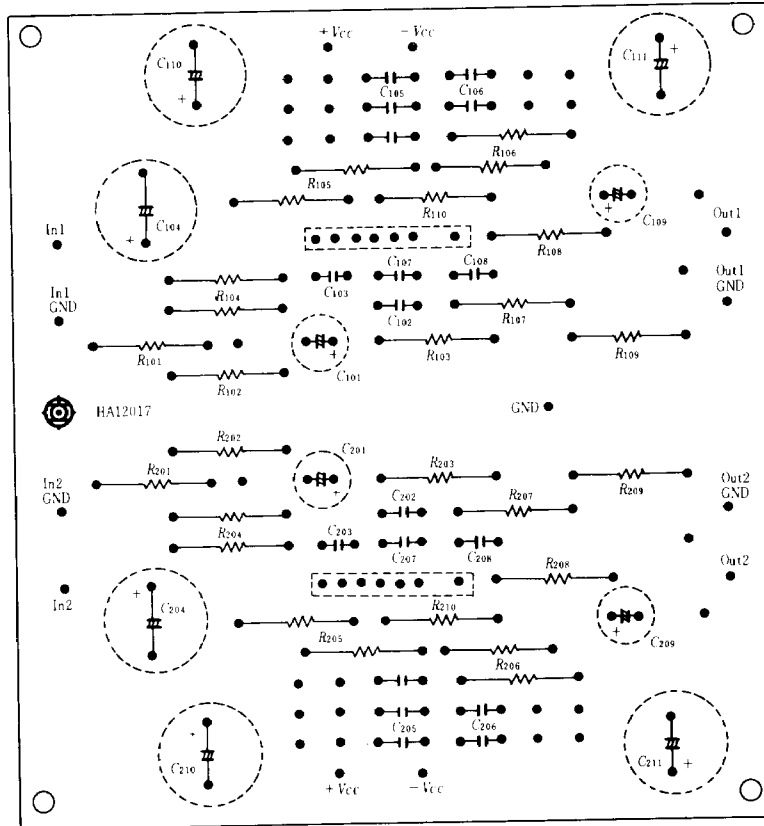 +Vcc
−Vcc
C110
+
C111
+
C105
C106
R106
R105
R110
C104
+
C109
+
In1
Out1
R108
C107
C108
Out1
GND
C103
In1
GND
R104
C102
R107
R101
C101
+
R103
R109
R102
HA12017
GND
R202
C201
+
R203
R201
R209
In2
GND
C202
R207
Out2
GND
R204
C203
C207
C208
R208
Out2
In2
+
C204
R210
R205
+
C209
R206
C205
C206
C210
C211
+
+Vcc
−Vcc